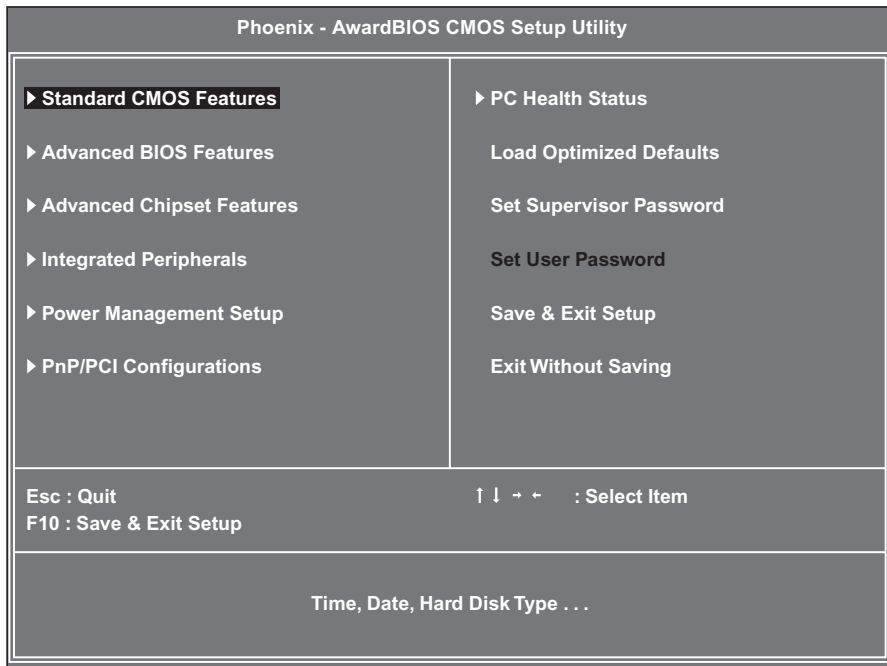 Phoenix - AwardBIOS CMOS Setup Utility
Standard CMOS Features
Advanced BIOS Features
Advanced Chipset Features
Integrated Peripherals
Power Management Setup
PnP/PCI Configurations
PC Health Status
Load Optimized Defaults
Set Supervisor Password
Set User Password
Save & Exit Setup
Exit Without Saving
Esc : Quit
F10 : Save & Exit Setup
↑ ↓ → ← : Select Item
Time, Date, Hard Disk Type . . .